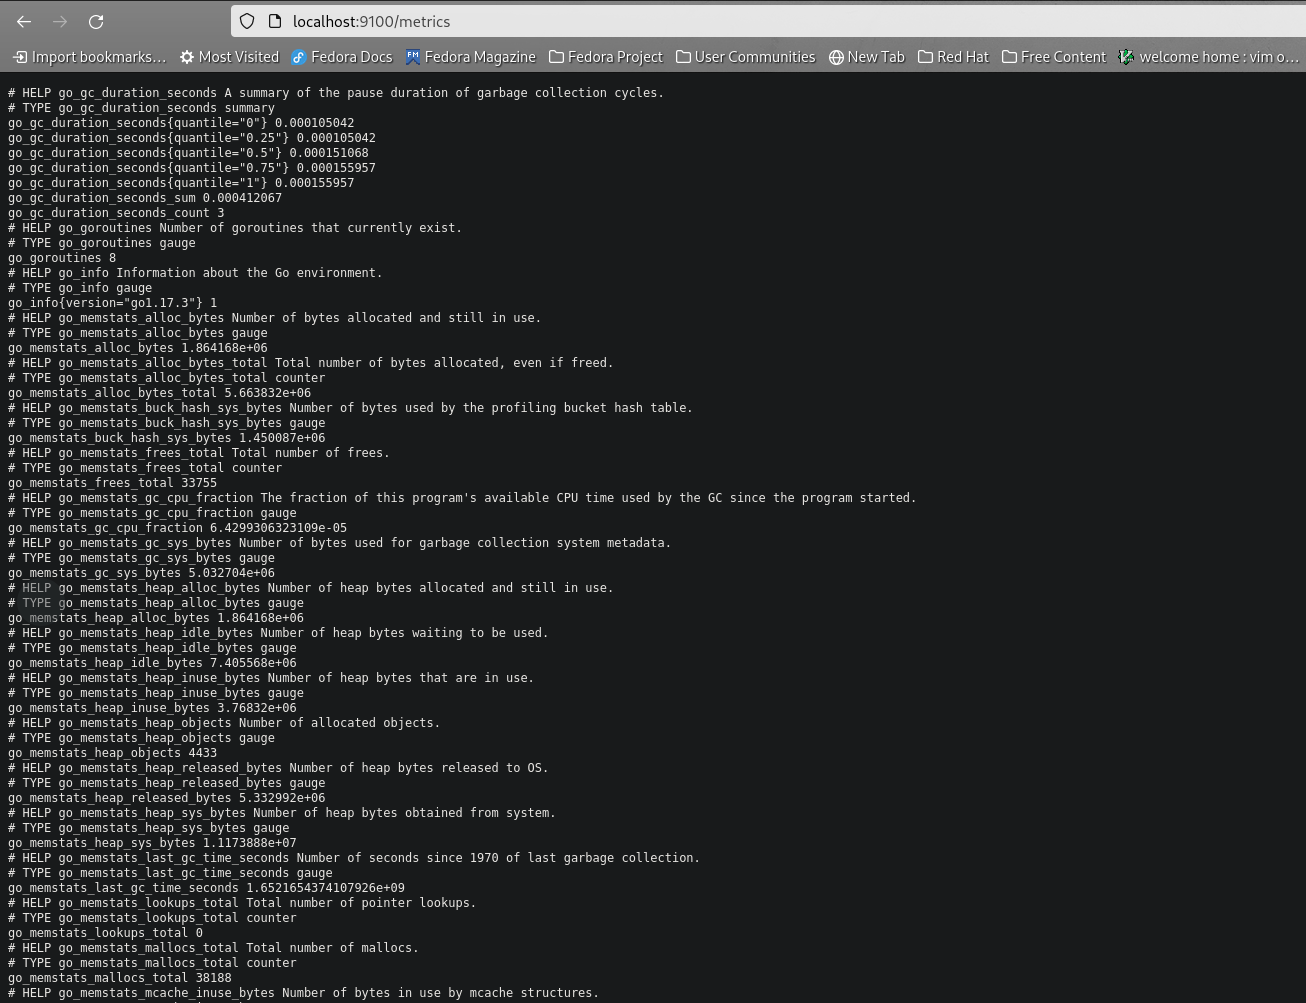 localhost:9100/metrics
Import bookmarks... Most Visited Fedora Docs Fedora Magazine Fedora Project User Communities New Tab Red Hat Free Content welcome home : vim o...
# HELP go_gc_duration_seconds A summary of the pause duration of garbage collection cycles.
# TYPE go_gc_duration_seconds summary
go_gc_duration_seconds{quantile="0"} 0.000105042
go_gc_duration_seconds{quantile="0.25"} 0.000105042
go_gc_duration_seconds{quantile="0.5"} 0.000151068
go_gc_duration_seconds{quantile="0.75"} 0.000155957
go_gc_duration_seconds{quantile="1"} 0.000155957
go_gc_duration_seconds_sum 0.000412067
go_gc_duration_seconds_count 3
# HELP go_goroutines Number of goroutines that currently exist.
# TYPE go_goroutines gauge
go_goroutines 8
# HELP go_info Information about the Go environment.
# TYPE go_info gauge
go_info{version="go1.17.3"} 1
# HELP go_memstats_alloc_bytes Number of bytes allocated and still in use.
# TYPE go_memstats_alloc_bytes gauge
go_memstats_alloc_bytes 1.864168e+06
# HELP go_memstats_alloc_bytes_total Total number of bytes allocated, even if freed.
# TYPE go_memstats_alloc_bytes_total counter
go_memstats_alloc_bytes_total 5.663832e+06
# HELP go_memstats_buck_hash_sys_bytes Number of bytes used by the profiling bucket hash table.
# TYPE go_memstats_buck_hash_sys_bytes gauge
go_memstats_buck_hash_sys_bytes 1.450087e+06
# HELP go_memstats_frees_total Total number of frees.
# TYPE go_memstats_frees_total counter
go_memstats_frees_total 33755
# HELP go_memstats_gc_cpu_fraction The fraction of this program's available CPU time used by the GC since the program started.
# TYPE go_memstats_gc_cpu_fraction gauge
go_memstats_gc_cpu_fraction 6.4299306323109e-05
# HELP go_memstats_gc_sys_bytes Number of bytes used for garbage collection system metadata.
# TYPE go_memstats_gc_sys_bytes gauge
go_memstats_gc_sys_bytes 5.032704e+06
# HELP go_memstats_heap_alloc_bytes Number of heap bytes allocated and still in use.
# TYPE go_memstats_heap_alloc_bytes gauge
go_memstats_heap_alloc_bytes 1.864168e+06
# HELP go_memstats_heap_idle_bytes Number of heap bytes waiting to be used.
# TYPE go_memstats_heap_idle_bytes gauge
go_memstats_heap_idle_bytes 7.405568e+06
# HELP go_memstats_heap_inuse_bytes Number of heap bytes that are in use.
# TYPE go_memstats_heap_inuse_bytes gauge
go_memstats_heap_inuse_bytes 3.76832e+06
# HELP go_memstats_heap_objects Number of allocated objects.
# TYPE go_memstats_heap_objects gauge
go_memstats_heap_objects 4433
# HELP go_memstats_heap_released_bytes Number of heap bytes released to OS.
# TYPE go_memstats_heap_released_bytes gauge
go_memstats_heap_released_bytes 5.332992e+06
# HELP go_memstats_heap_sys_bytes Number of heap bytes obtained from system.
# TYPE go_memstats_heap_sys_bytes gauge
go_memstats_heap_sys_bytes 1.1173888e+07
# HELP go_memstats_last_gc_time_seconds Number of seconds since 1970 of last garbage collection.
# TYPE go_memstats_last_gc_time_seconds gauge
go_memstats_last_gc_time_seconds 1.6521654374107926e+09
# HELP go_memstats_lookups_total Total number of pointer lookups.
# TYPE go_memstats_lookups_total counter
go_memstats_lookups_total 0
# HELP go_memstats_mallocs_total Total number of mallocs.
# TYPE go_memstats_mallocs_total counter
go_memstats_mallocs_total 38188
# HELP go_memstats_mcache_inuse_bytes Number of bytes in use by mcache structures.